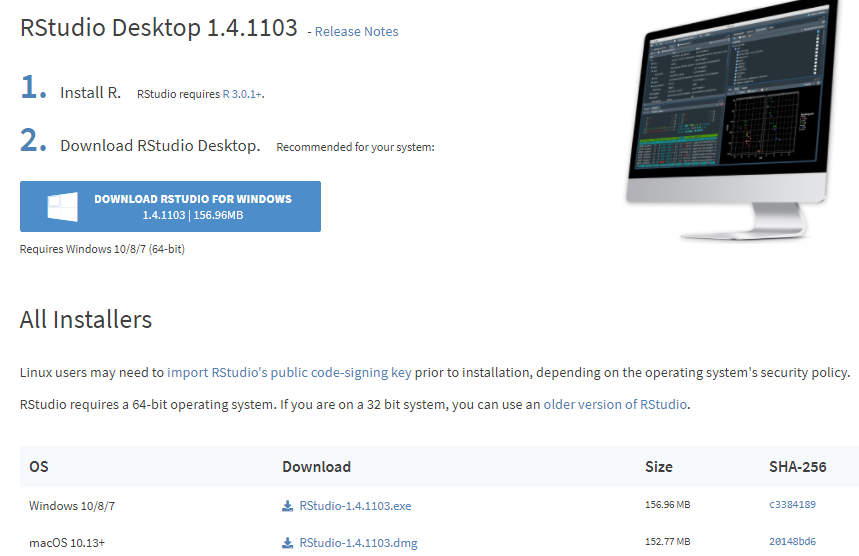 RStudio Desktop 1.4.1103 - Release Notes
1. Install R. RStudio requires R 3.0.1+.
2. Download RStudio Desktop. Recommended for your system:
DOWNLOAD RSTUDIO FOR WINDOWS
1.4.1103 | 156.96MB
Requires Windows 10/8/7 (64-bit)
All Installers
Linux users may need to import RStudio's public code-signing key prior to installation, depending on the operating system's security policy.
RStudio requires a 64-bit operating system. If you are on a 32 bit system, you can use an older version of RStudio.
OS Download Size SHA-256
Windows 10/8/7 RStudio-1.4.1103.exe 156.96 MB c3384189
macOS 10.13+ RStudio-1.4.1103.dmg 152.77 MB 20148bd6